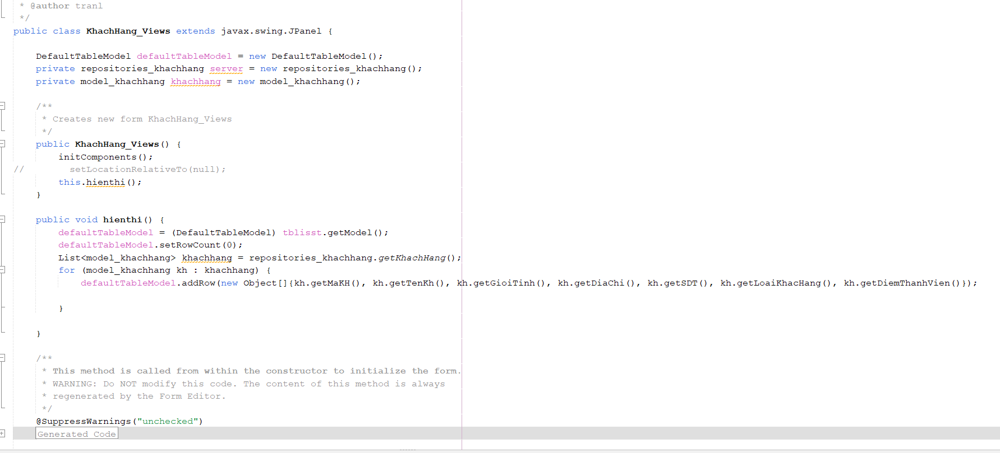 * @author tranl
*/
public class KhachHang_Views extends javax.swing.JPanel {
DefaultTableModel defaultTableModel = new DefaultTableModel();
private repositories_khachhang server = new repositories_khachhang();
private model_khachhang khachhang = new model_khachhang();
/**
* Creates new form KhachHang_Views
*/
public KhachHang_Views() {
initComponents();
// setLocationRelativeTo(null);
this.hienthi();
}
public void hienthi() {
defaultTableModel = (DefaultTableModel) tblisst.getModel();
defaultTableModel.setRowCount(0);
List<model_khachhang> khachhang = repositories_khachhang.getKhachHang();
for (model_khachhang kh : khachhang) {
defaultTableModel.addRow(new Object[]{kh.getMaKH(), kh.getTenKh(), kh.getGioiTinh(), kh.getDiaChi(), kh.getSDT(), kh.getLoaiKhacHang(), kh.getDiemThanhVien()});
}
}
/**
* This method is called from within the constructor to initialize the form.
* WARNING: Do NOT modify this code. The content of this method is always
* regenerated by the Form Editor.
*/
@SuppressWarnings("unchecked")
Generated Code